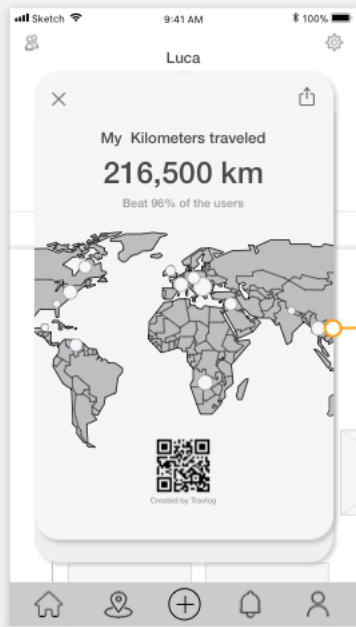 Sketch 9:41 AM 100%
Luca
My Kilometers traveled
216,500 km
Beat 96% of the users
Created by Travlog